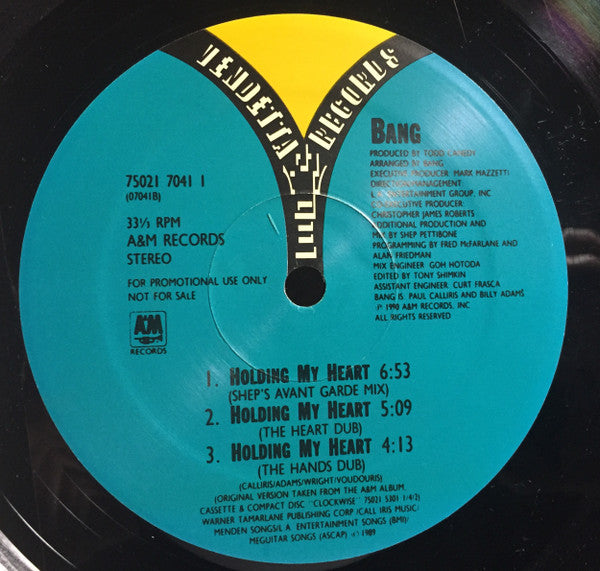 VENDETTA RECORDS
BANG
75021 7041 1
(07041B)
33⅓ RPM
A&M RECORDS
STEREO
FOR PROMOTIONAL USE ONLY
NOT FOR SALE
A&M
RECORDS
PRODUCED BY TODD CANEDY
ARRANGED BY BANG
EXECUTIVE PRODUCER: MARK MAZZETTI
ENTERTAINMENT GROUP, INC
PRODUCER:
CHRISTOPHER JAMES ROBERTS
ADDITIONAL PRODUCTION AND
MIX BY SHEP PETTIBONE
PROGRAMMING BY FRED McFARLANE AND
ALAN FRIEDMAN
MIX ENGINEER GOH HOTODA
EDITED BY TONY SHIMKIN
ASSISTANT ENGINEER CURT FRASCA
BANG IS: PAUL CALLIRIS AND BILLY ADAMS
℗ 1990 A&M RECORDS, INC
ALL RIGHTS RESERVED
1. HOLDING MY HEART 6:53
(SHEP'S AVANT GARDE MIX)
2. HOLDING MY HEART 5:09
(THE HEART DUB)
3. HOLDING MY HEART 4:13
(THE HANDS DUB)
(CALLIRIS/ADAMS/WRIGHT/VOUDOURIS)
(ORIGINAL VERSION TAKEN FROM THE A&M ALBUM,
CASSETTE & COMPACT DISC "CLOCKWISE" 75021 5301 1/4/2)
WARNER TAMARLANE PUBLISHING CORP /CALL IRIS MUSIC/
MENDEN SONGS/L.A. ENTERTAINMENT SONGS (BMI)/
MEGUITAR SONGS (ASCAP) ℗ 1989